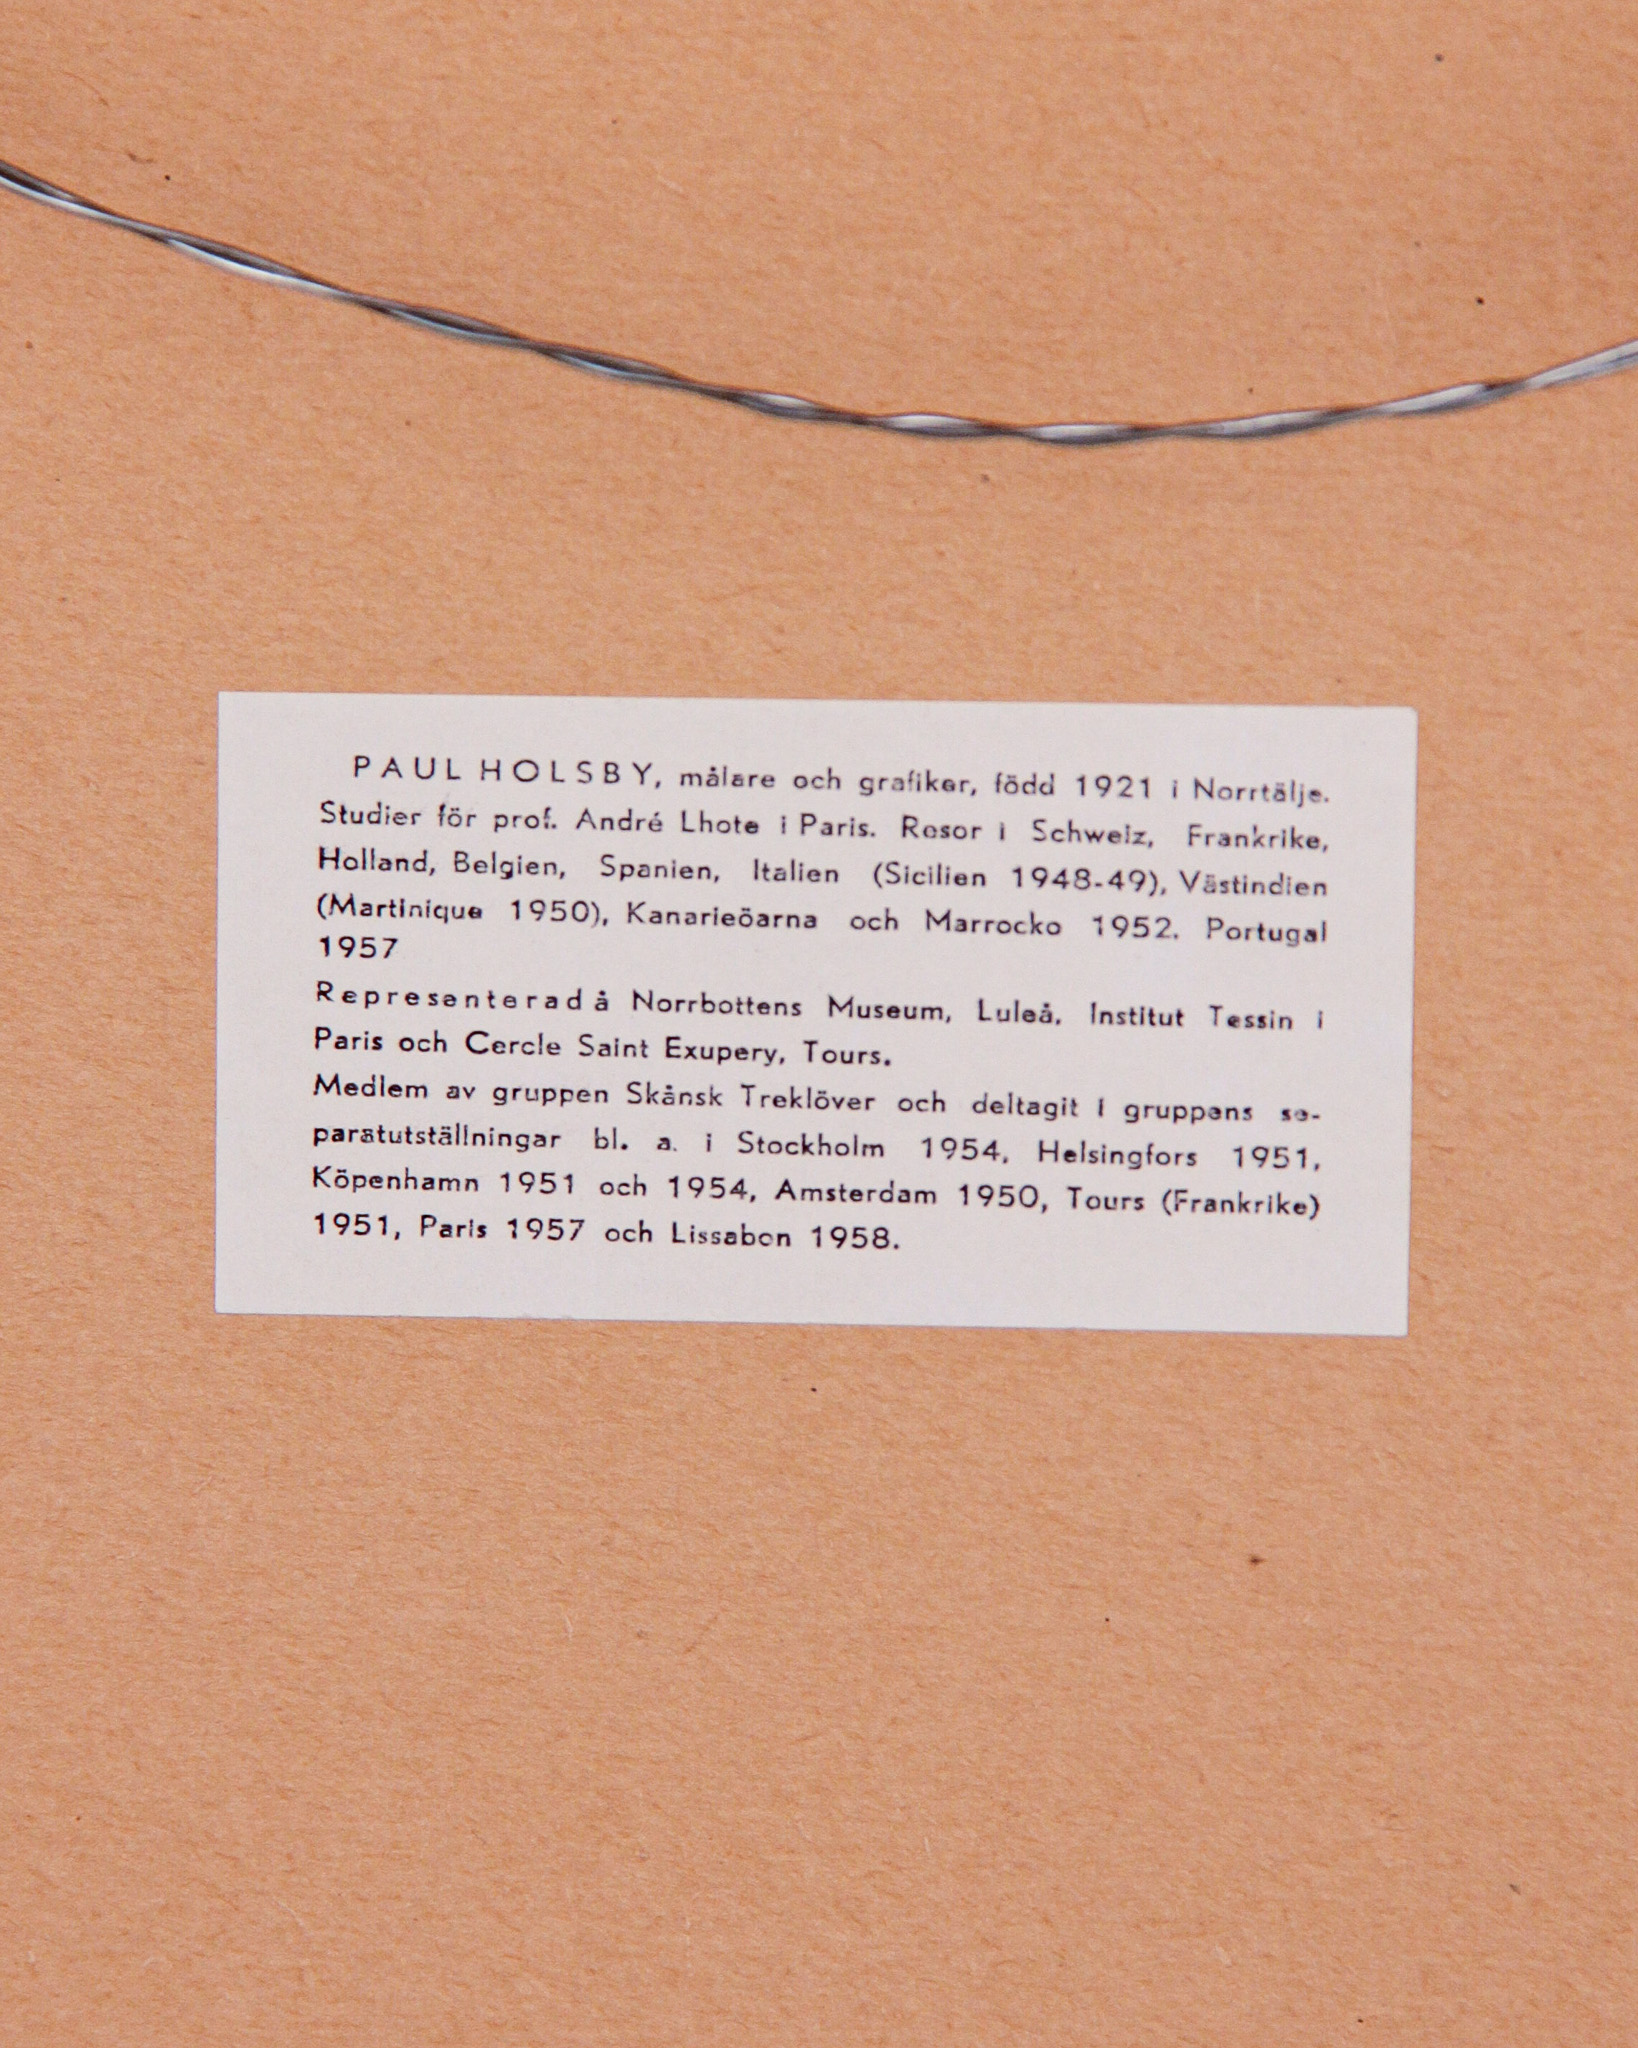 PAUL HOLSBY, målare och grafiker, född 1921 i Norrtälje.
Studier för prof. André Lhote i Paris. Resor i Schweiz, Frankrike,
Holland, Belgien, Spanien, Italien (Sicilien 1948-49), Västindien
(Martinique 1950), Kanarieöarna och Marrocko 1952. Portugal
1957
Representerad å Norrbottens Museum, Luleå. Institut Tessin i
Paris och Cercle Saint Exupery, Tours.
Medlem av gruppen Skånsk Treklöver och deltagit i gruppens se-
paratutställningar bl. a. i Stockholm 1954, Helsingfors 1951,
Köpenhamn 1951 och 1954, Amsterdam 1950, Tours (Frankrike)
1951, Paris 1957 och Lissabon 1958.